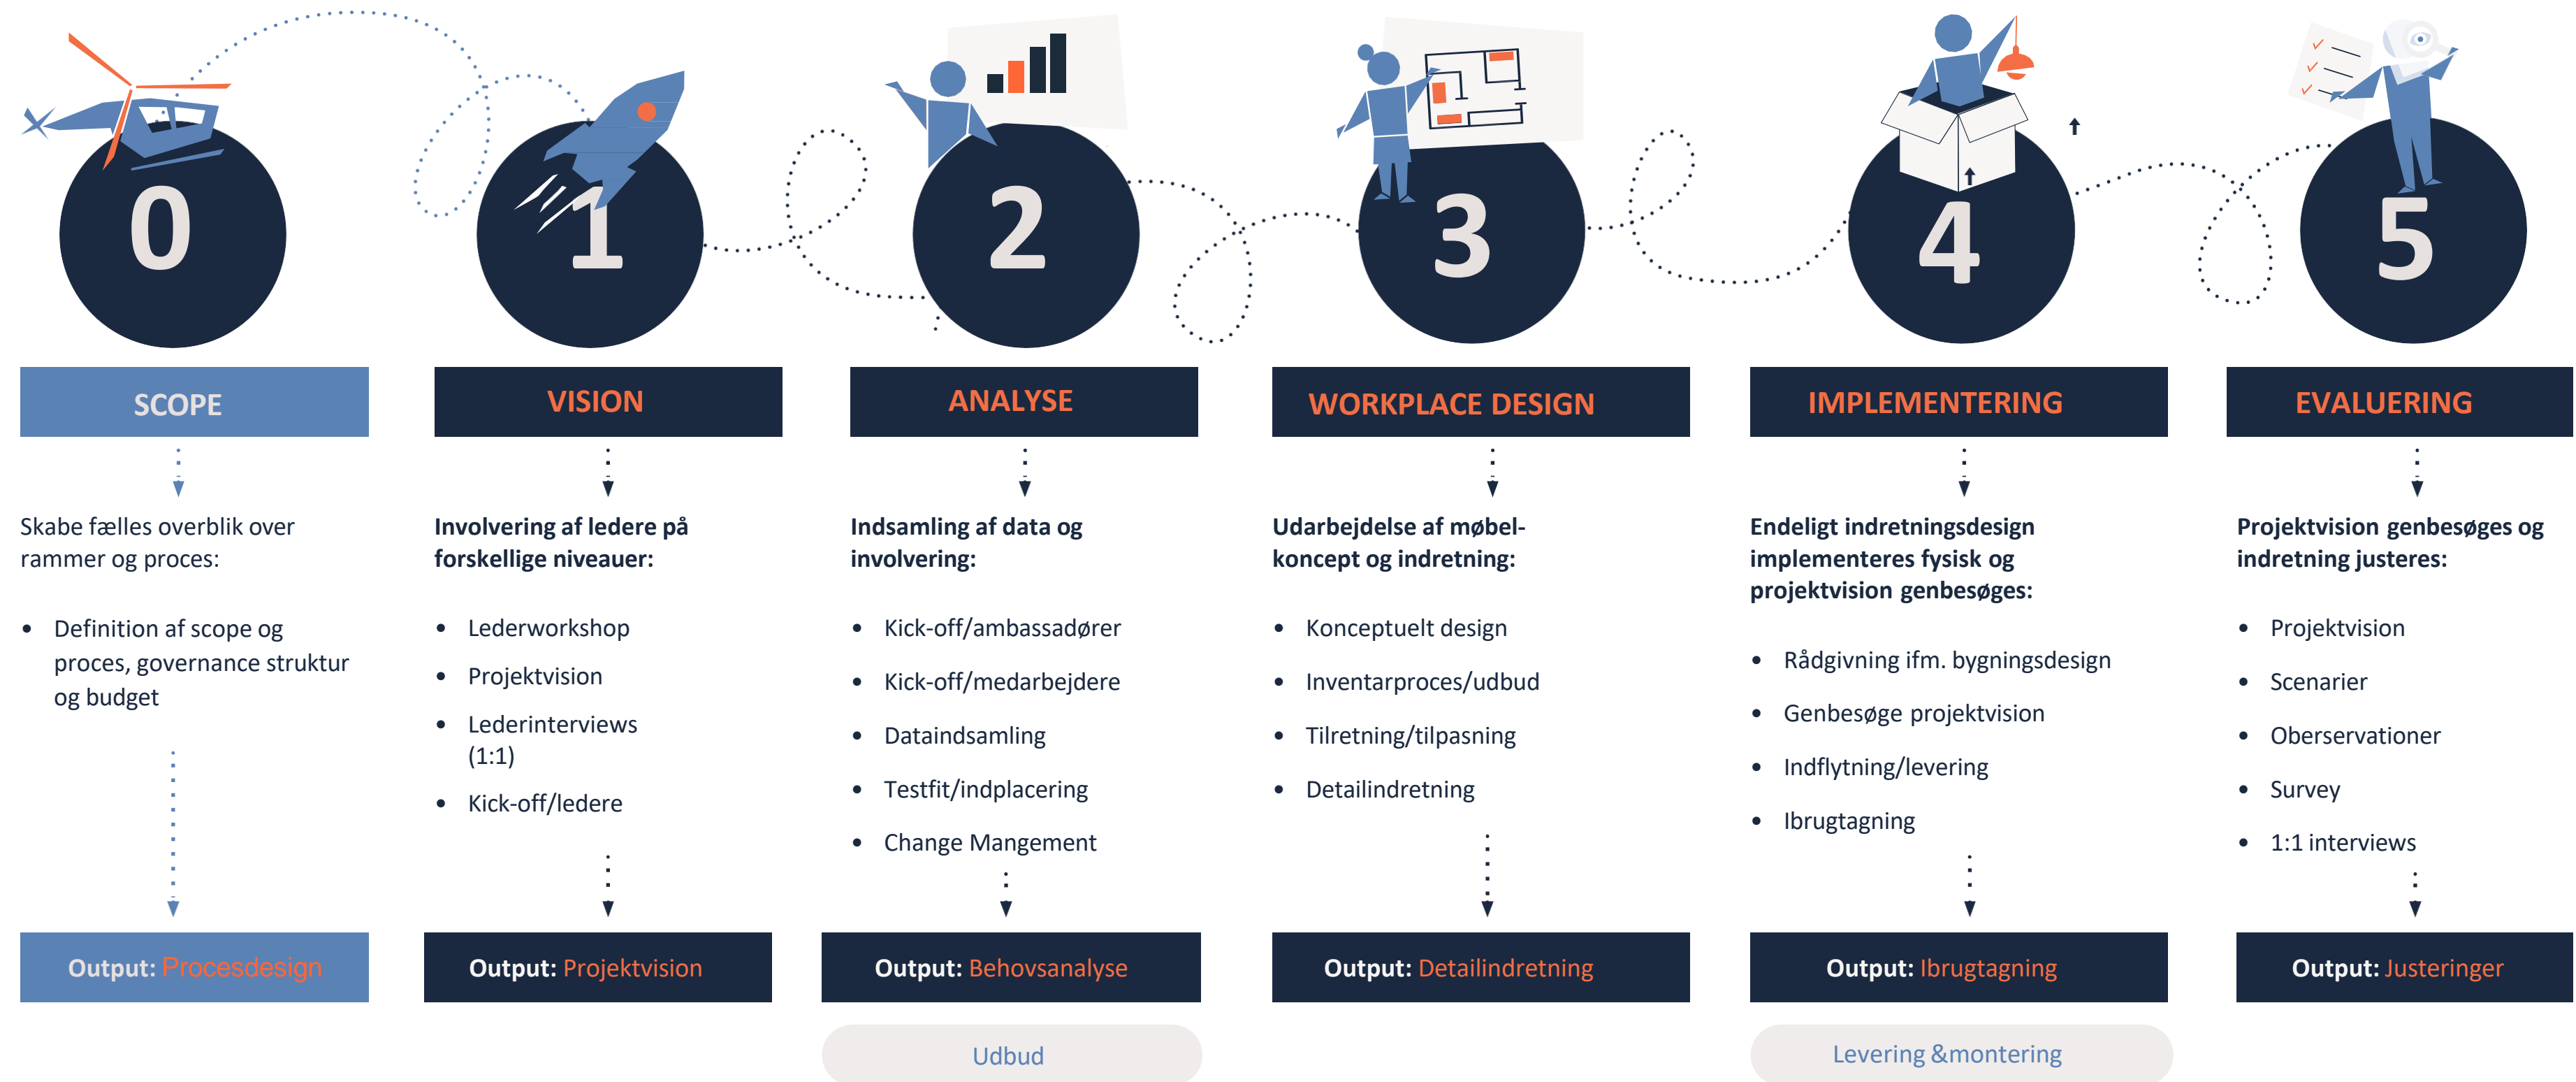 0
SCOPE
Skabe fælles overblik over
rammer og proces:
• Definition af scope og
proces, governance struktur
og budget
Output: Procesdesign
1
VISION
Involvering af ledere på
forskellige niveauer:
• Lederworkshop
• Projektvision
• Lederinterviews
(1:1)
• Kick-off/ledere
Output: Projektvision
2
ANALYSE
Indsamling af data og
involvering:
• Kick-off/ambassadører
• Kick-off/medarbejdere
• Dataindsamling
• Testfit/indplacering
• Change Mangement
Output: Behovsanalyse
Udbud
3
WORKPLACE DESIGN
Udarbejdelse af møbel-
koncept og indretning:
• Konceptuelt design
• Inventarproces/udbud
• Tilretning/tilpasning
• Detailindretning
Output: Detailindretning
4
IMPLEMENTERING
Endeligt indretningsdesign
implementeres fysisk og
projektvision genbesøges:
• Rådgivning ifm. bygningsdesign
• Genbesøge projektvision
• Indflytning/levering
• Ibrugtagning
Output: Ibrugtagning
Levering &montering
5
EVALUERING
Projektvision genbesøges og
indretning justeres:
• Projektvision
• Scenarier
• Oberservationer
• Survey
• 1:1 interviews
Output: Justeringer